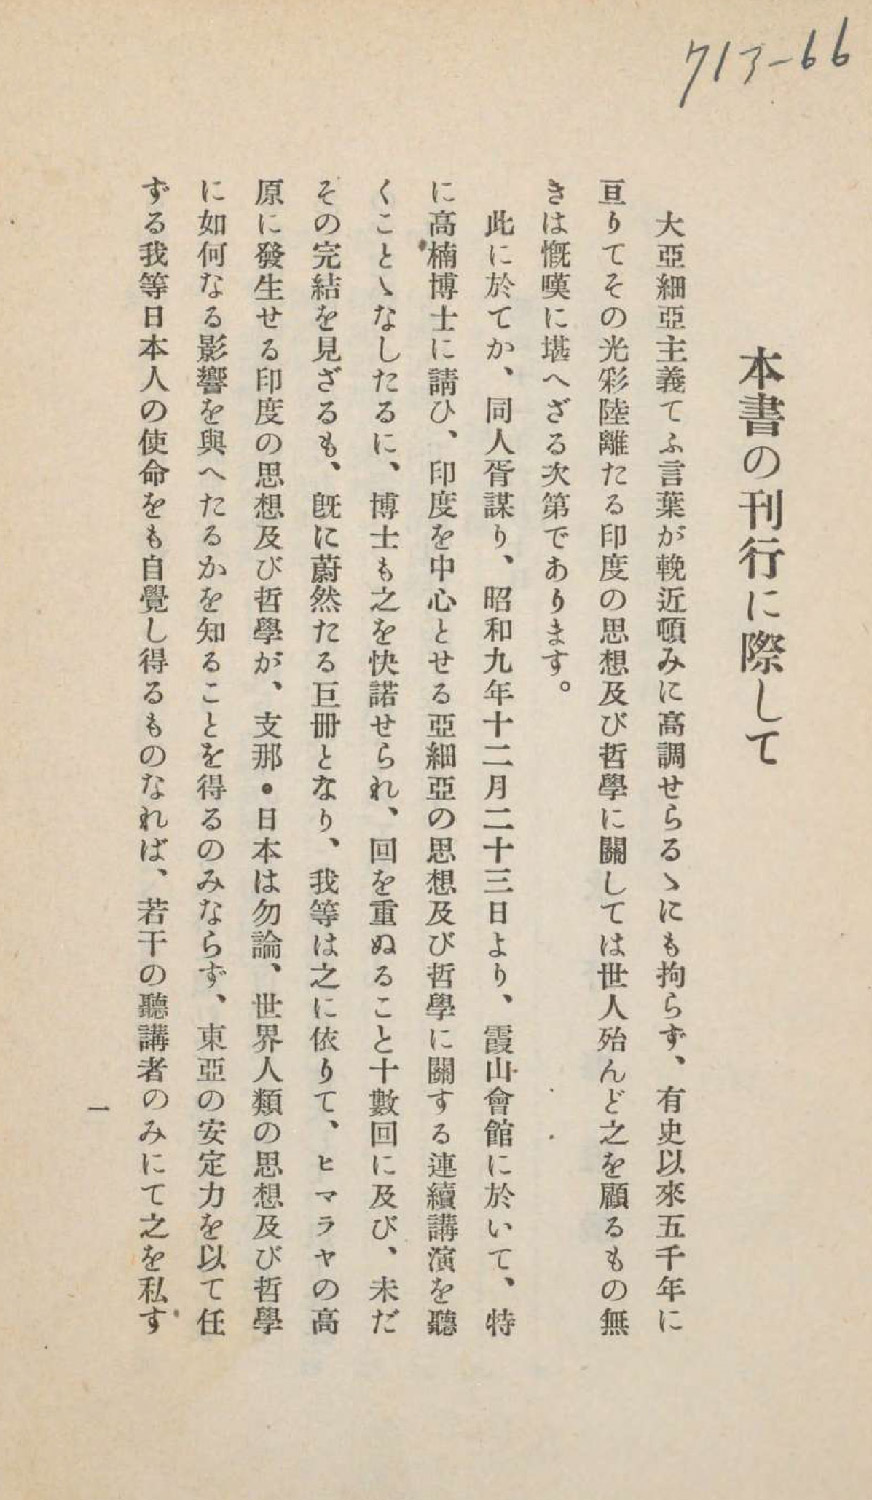 713-66
本書の刊行に際して
大亞細亞主義てふ言葉が輓近頓みに高調せらるゝにも拘らず、有史以來五千年に
亘りてその光彩陸離たる印度の思想及び哲學に關しては世人殆んど之を顧るもの無
きは慨嘆に堪へざる次第であります。
此に於てか、同人胥謀り、昭和九年十二月二十三日より、霞山會館に於いて、特
に高楠博士に請ひ、印度を中心とせる亞細亞の思想及び哲學に關する連續講演を聽
くことゝなしたるに、博士も之を快諾せられ、回を重ぬること十數回に及び、未だ
その完結を見ざるも、既に蔚然たる巨冊となり、我等は之に依りて、ヒマラヤの高
原に發生せる印度の思想及び哲學が、支那・日本は勿論、世界人類の思想及び哲學
に如何なる影響を與へたるかを知ることを得るのみならず、東亞の安定力を以て任
ずる我等日本人の使命をも自覺し得るものなれば、若干の聽講者のみにて之を私す
一